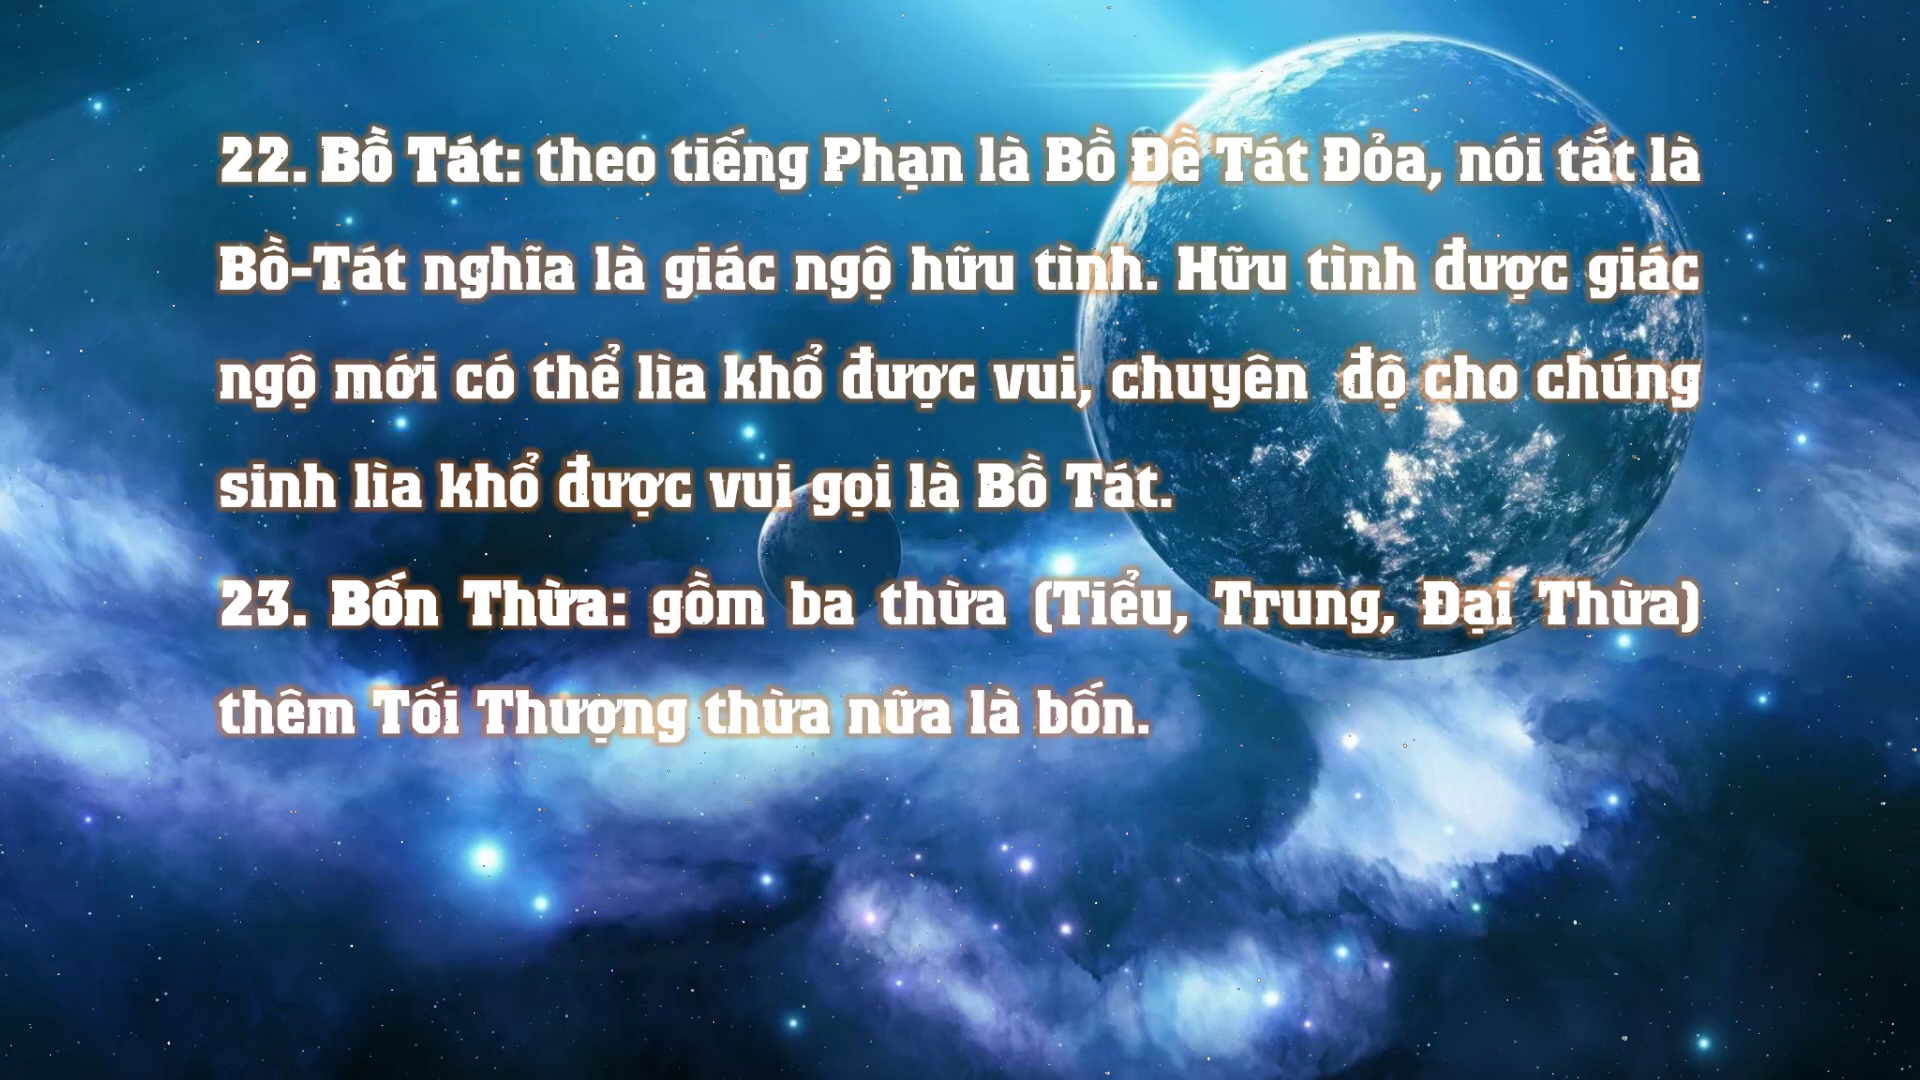 22. Bồ Tát: theo tiếng Phạn là Bồ Đề Tát Đỏa, nói tắt là
Bồ-Tát nghĩa là giác ngộ hữu tình. Hữu tình được giác
ngộ mới có thể lìa khổ được vui, chuyên độ cho chúng
sinh lìa khổ được vui gọi là Bồ Tát.
23. Bốn Thừa: gồm ba thừa (Tiểu, Trung, Đại Thừa)
thêm Tối Thượng thừa nữa là bốn.